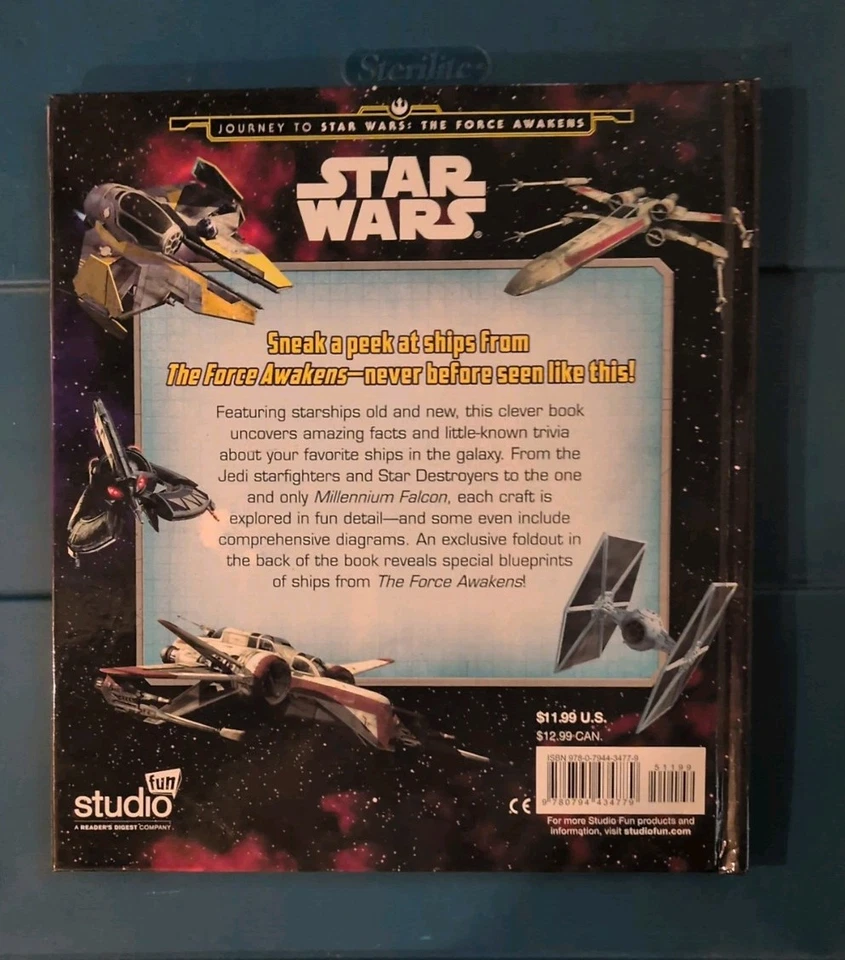 Sterilite
JOURNEY TO STAR WARS: THE FORCE AWAKENS
STAR
WARS®
Sneak a peek at ships from
The Force Awakens—never before seen like this!
Featuring starships old and new, this clever book
uncovers amazing facts and little-known trivia
about your favorite ships in the galaxy. From the
Jedi starfighters and Star Destroyers to the one
and only Millennium Falcon, each craft is
explored in fun detail—and some even include
comprehensive diagrams. An exclusive foldout in
the back of the book reveals special blueprints
of ships from The Force Awakens!
$11.99 U.S.
$12.99 CAN.
ISBN 978-0-7944-3477-9
51199
9 780794 434779
CE
For more Studio Fun products and
information, visit studiofun.com
studio fun
A READER'S DIGEST COMPANY